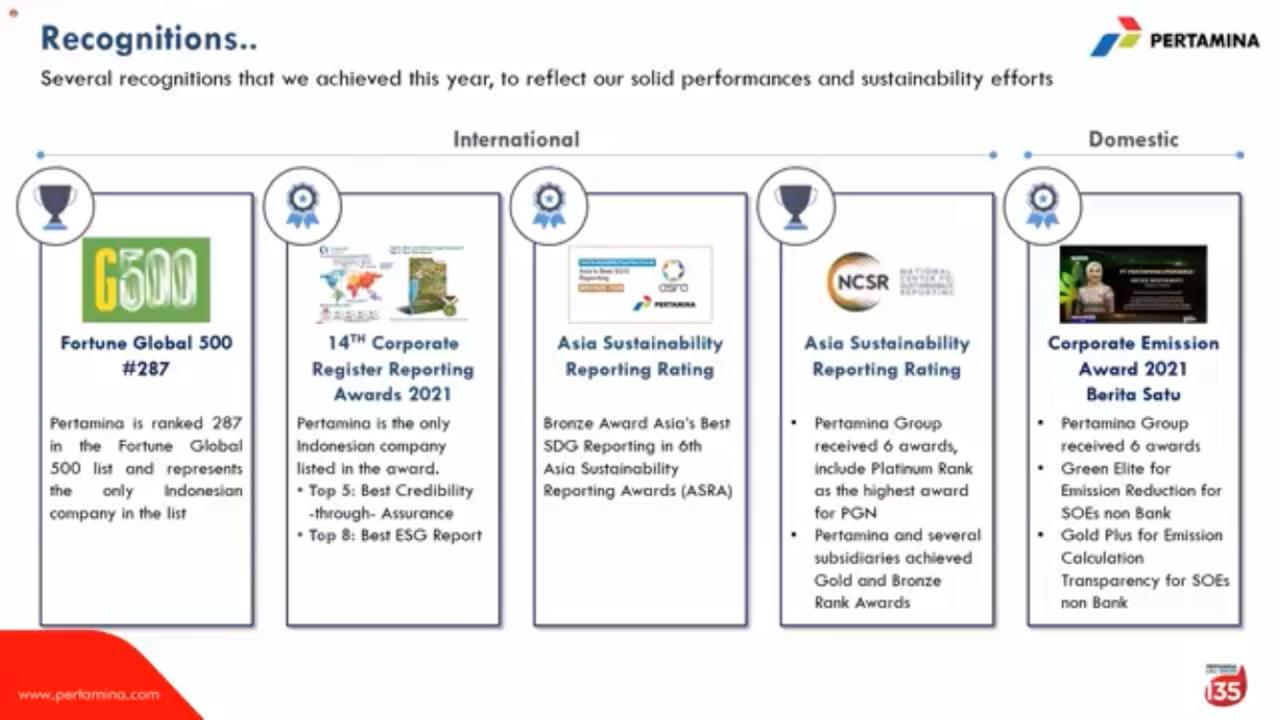 Recognitions..
PERTAMINA
Several recognitions that we achieved this year, to reflect our solid performances and sustainability efforts
International
Domestic
G500
Fortune Global 500
#287
Pertamina is ranked 287
in the Fortune Global
500 list and represents
the only Indonesian
company in the list
14TH Corporate
Register Reporting
Awards 2021
Pertamina is the only
Indonesian company
listed in the award.
• Top 5: Best Credibility
-through- Assurance
• Top 8: Best ESG Report
Asia's Best SDG
Reporting
asra
PERTAMINA
Asia Sustainability
Reporting Rating
Bronze Award Asia's Best
SDG Reporting in 6th
Asia Sustainability
Reporting Awards (ASRA)
NCSR
NATIONAL
CENTER FOR
SUSTAINABILITY
REPORTING
Asia Sustainability
Reporting Rating
• Pertamina Group
received 6 awards,
include Platinum Rank
as the highest award
for PGN
• Pertamina and several
subsidiaries achieved
Gold and Bronze
Rank Awards
Corporate Emission
Award 2021
Berita Satu
• Pertamina Group
received 6 awards
• Green Elite for
Emission Reduction for
SOEs non Bank
• Gold Plus for Emission
Calculation
Transparency for SOEs
non Bank
www.pertamina.com
135